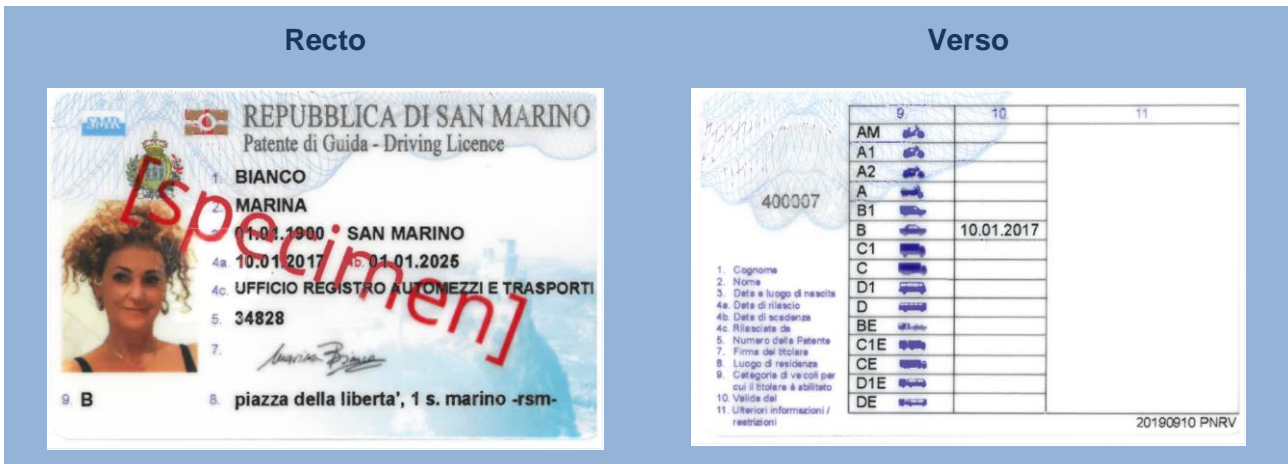 Recto
Verso
SMR
REPUBBLICA DI SAN MARINO
Patente di Guida - Driving Licence
1. BIANCO
2. MARINA
3. 01.01.1900 SAN MARINO
4a. 10.01.2017 4b. 01.01.2025
4c. UFFICIO REGISTRO AUTOMEZZI E TRASPORTI
5. 34828
7. Marina Bianco
9. B 8. piazza della liberta', 1 s. marino -rsm-
[specimen]
9. 10. 11.
AM
A1
A2
A
B1
B 10.01.2017
C1
C
D1
D
BE
C1E
CE
D1E
DE
400007
1. Cognome
2. Nome
3. Data e luogo di nascita
4a. Data di rilascio
4b. Data di scadenza
4c. Rilasciata da
5. Numero della Patente
7. Firma del titolare
8. Luogo di residenza
9. Categorie di veicoli per
cui il titolare è abilitato
10. Valida dal
11. Ulteriori informazioni /
restrizioni
20190910 PNRV